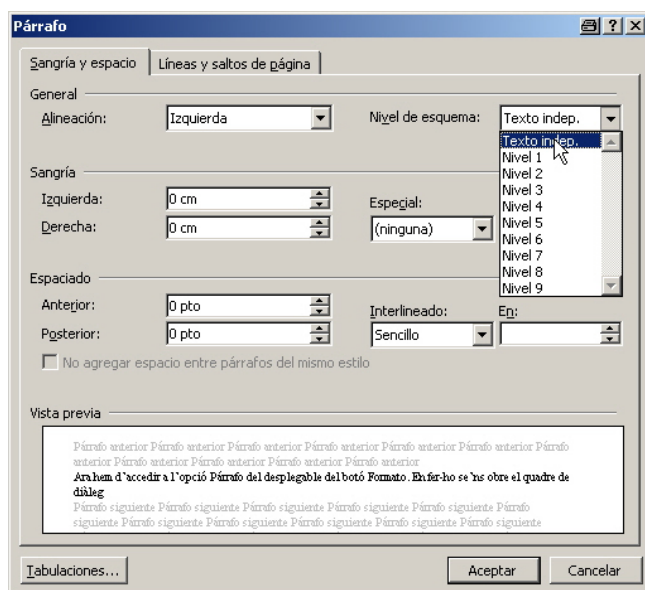 Párrafo
Sangría y espacio Líneas y saltos de página
General
Alineación: Izquierda Nivel de esquema: Texto indep.
Texto indep.
Nivel 1
Nivel 2
Nivel 3
Nivel 4
Nivel 5
Nivel 6
Nivel 7
Nivel 8
Nivel 9
Sangría
Izquierda: 0 cm Especial:
Derecha: 0 cm (ninguna)
Espaciado
Anterior: 0 pto Interlineado: En:
Posterior: 0 pto Sencillo
No agregar espacio entre párrafos del mismo estilo
Vista previa
Párrafo anterior Párrafo anterior Párrafo anterior Párrafo anterior Párrafo anterior Párrafo anterior Párrafo
anterior Párrafo anterior Párrafo anterior Párrafo anterior Párrafo anterior
Ara hem d'accedir a l'opció Párrafo del desplegable del botó Formato. En fer-ho se 'ns obre el quadre de
diàleg
Párrafo siguiente Párrafo siguiente Párrafo siguiente Párrafo siguiente Párrafo siguiente Párrafo
siguiente Párrafo siguiente Párrafo siguiente Párrafo siguiente Párrafo siguiente Párrafo siguiente
Tabulaciones... Aceptar Cancelar